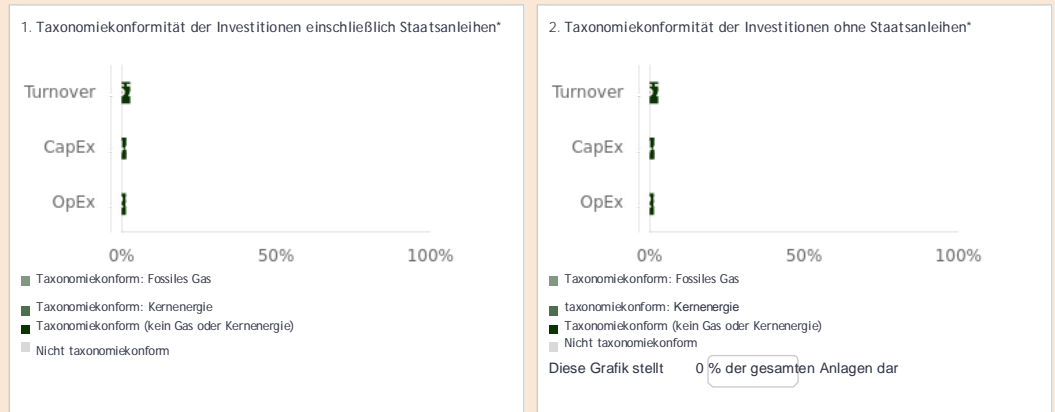 1. Taxonomiekonformität der Investitionen einschließlich Staatsanleihen*
Turnover
CapEx
OpEx
0% 50% 100%
Taxonomiekonform: Fossiles Gas
Taxonomiekonform: Kernenergie
Taxonomiekonform (kein Gas oder Kernenergie)
Nicht taxonomiekonform
2. Taxonomiekonformität der Investitionen ohne Staatsanleihen*
Turnover
CapEx
OpEx
0% 50% 100%
Taxonomiekonform: Fossiles Gas
taxonomiekonform: Kernenergie
Taxonomiekonform (kein Gas oder Kernenergie)
Nicht taxonomiekonform
Diese Grafik stellt 0 % der gesamten Anlagen dar